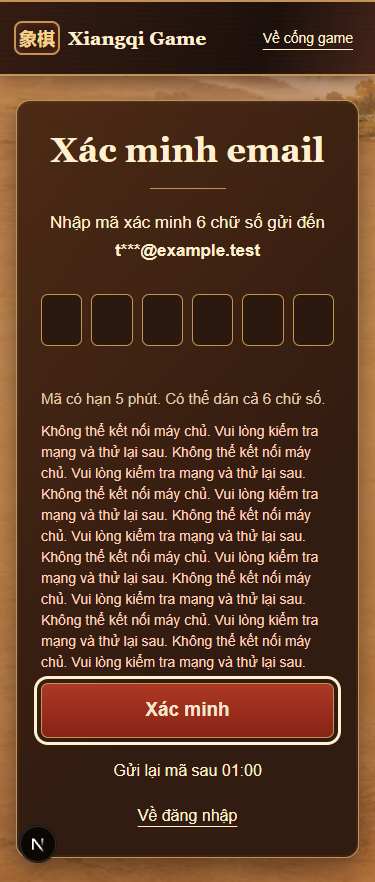 象棋 Xiangqi Game Về cổng game
Xác minh email
Nhập mã xác minh 6 chữ số gửi đến
t***@example.test
Mã có hạn 5 phút. Có thể dán cả 6 chữ số.
Không thể kết nối máy chủ. Vui lòng kiểm tra
mạng và thử lại sau. Không thể kết nối máy
chủ. Vui lòng kiểm tra mạng và thử lại sau.
Không thể kết nối máy chủ. Vui lòng kiểm tra
mạng và thử lại sau. Không thể kết nối máy
chủ. Vui lòng kiểm tra mạng và thử lại sau.
Không thể kết nối máy chủ. Vui lòng kiểm tra
mạng và thử lại sau. Không thể kết nối máy
chủ. Vui lòng kiểm tra mạng và thử lại sau.
Không thể kết nối máy chủ. Vui lòng kiểm tra
mạng và thử lại sau. Không thể kết nối máy
chủ. Vui lòng kiểm tra mạng và thử lại sau.
Xác minh
Gửi lại mã sau 01:00
Về đăng nhập
N